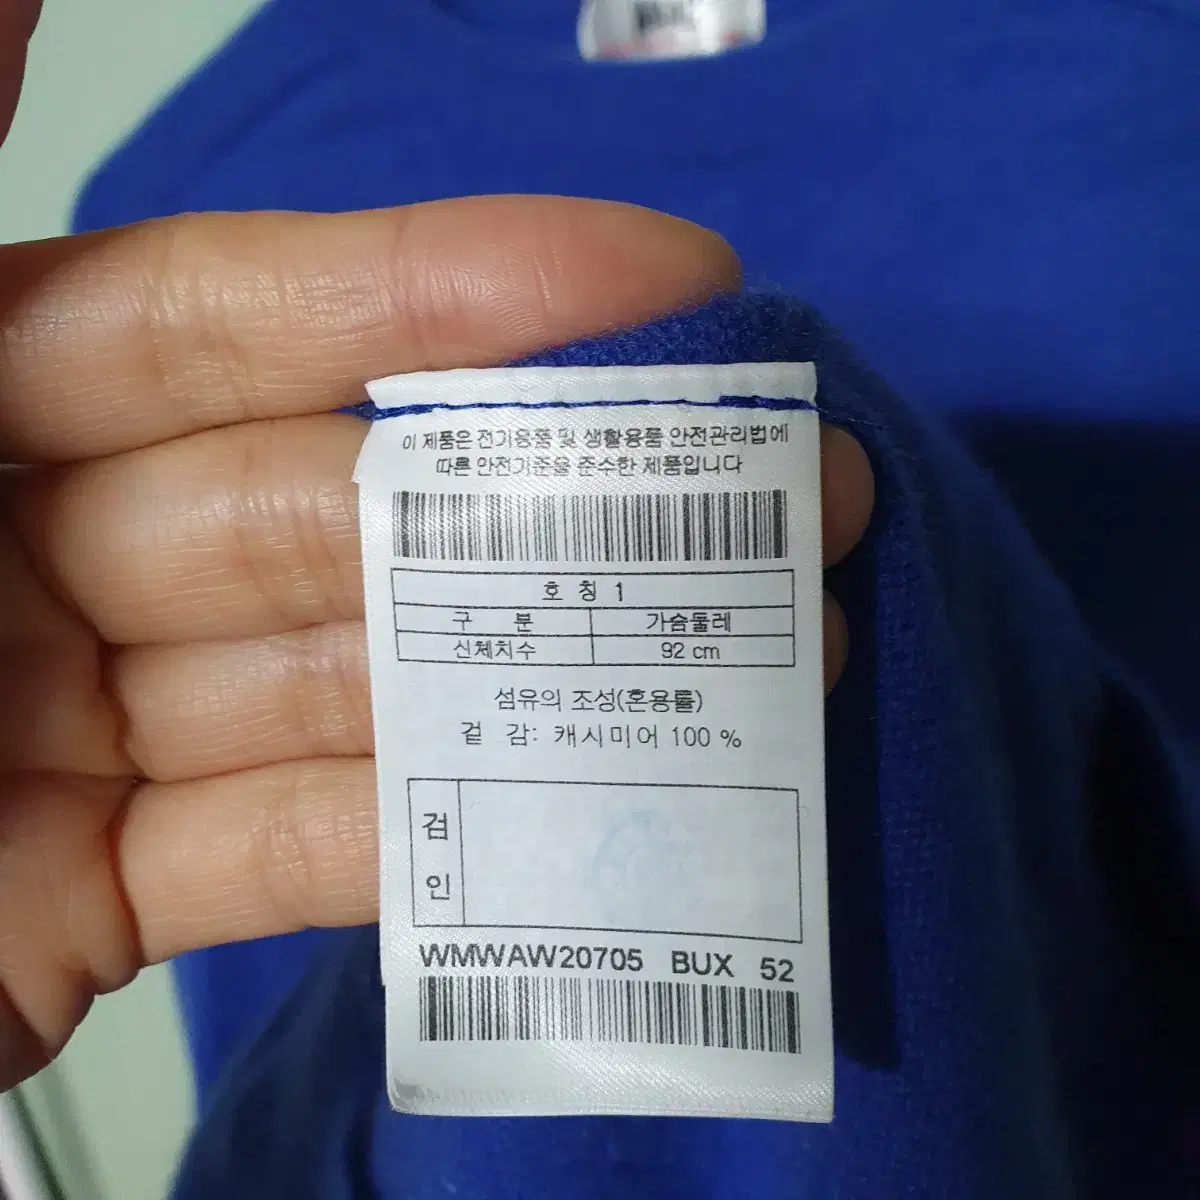 이 제품은 전기용품 및 생활용품 안전관리법에
따른 안전기준을 준수한 제품입니다
호 칭 1
구 분 가슴둘레
신체치수 92 cm
섬유의 조성(혼용률)
겉 감: 캐시미어 100 %
검
인
WMWAW20705 BUX 52